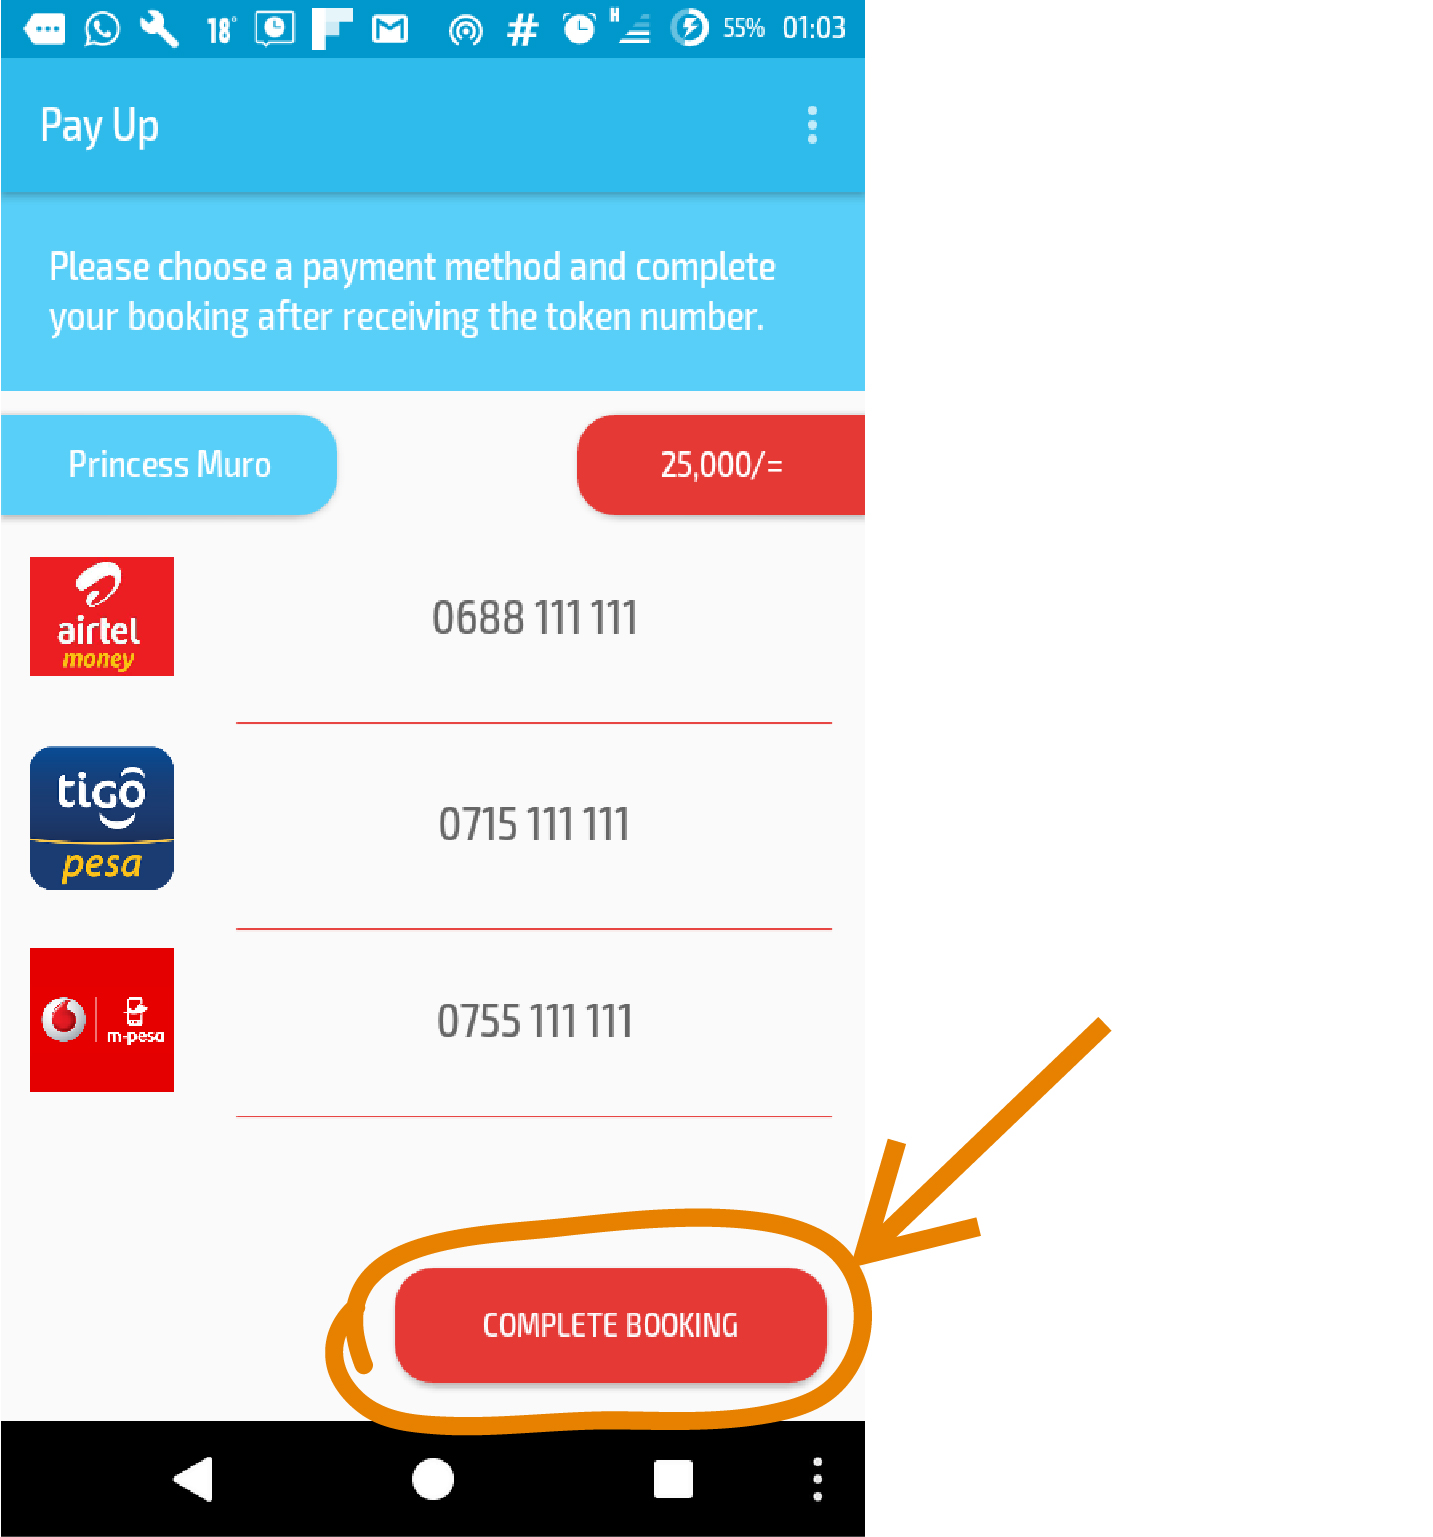 18° H 55% 01:03
Pay Up
Please choose a payment method and complete
your booking after receiving the token number.
Princess Muro 25,000/=
airtel
money
0688 111 111
tigo
pesa
0715 111 111
m-pesa
0755 111 111
COMPLETE BOOKING